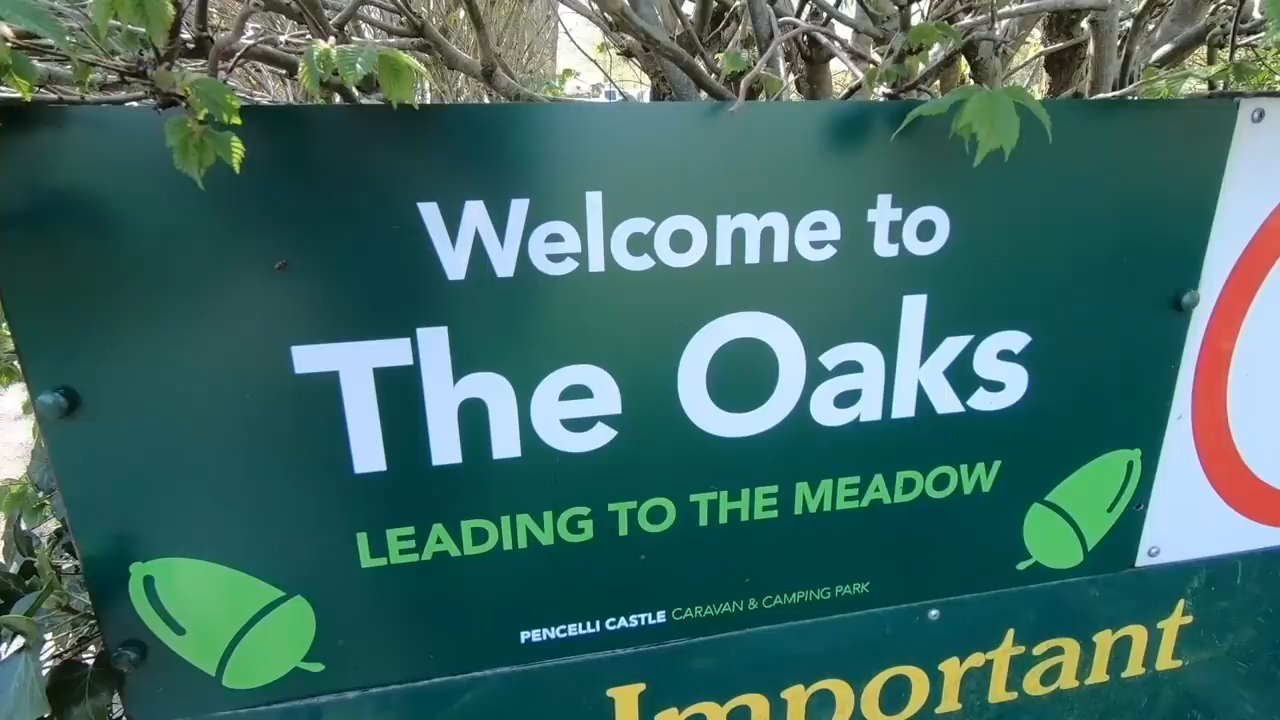 Welcome to
The Oaks
LEADING TO THE MEADOW
PENCELLI CASTLE CARAVAN & CAMPING PARK
Important